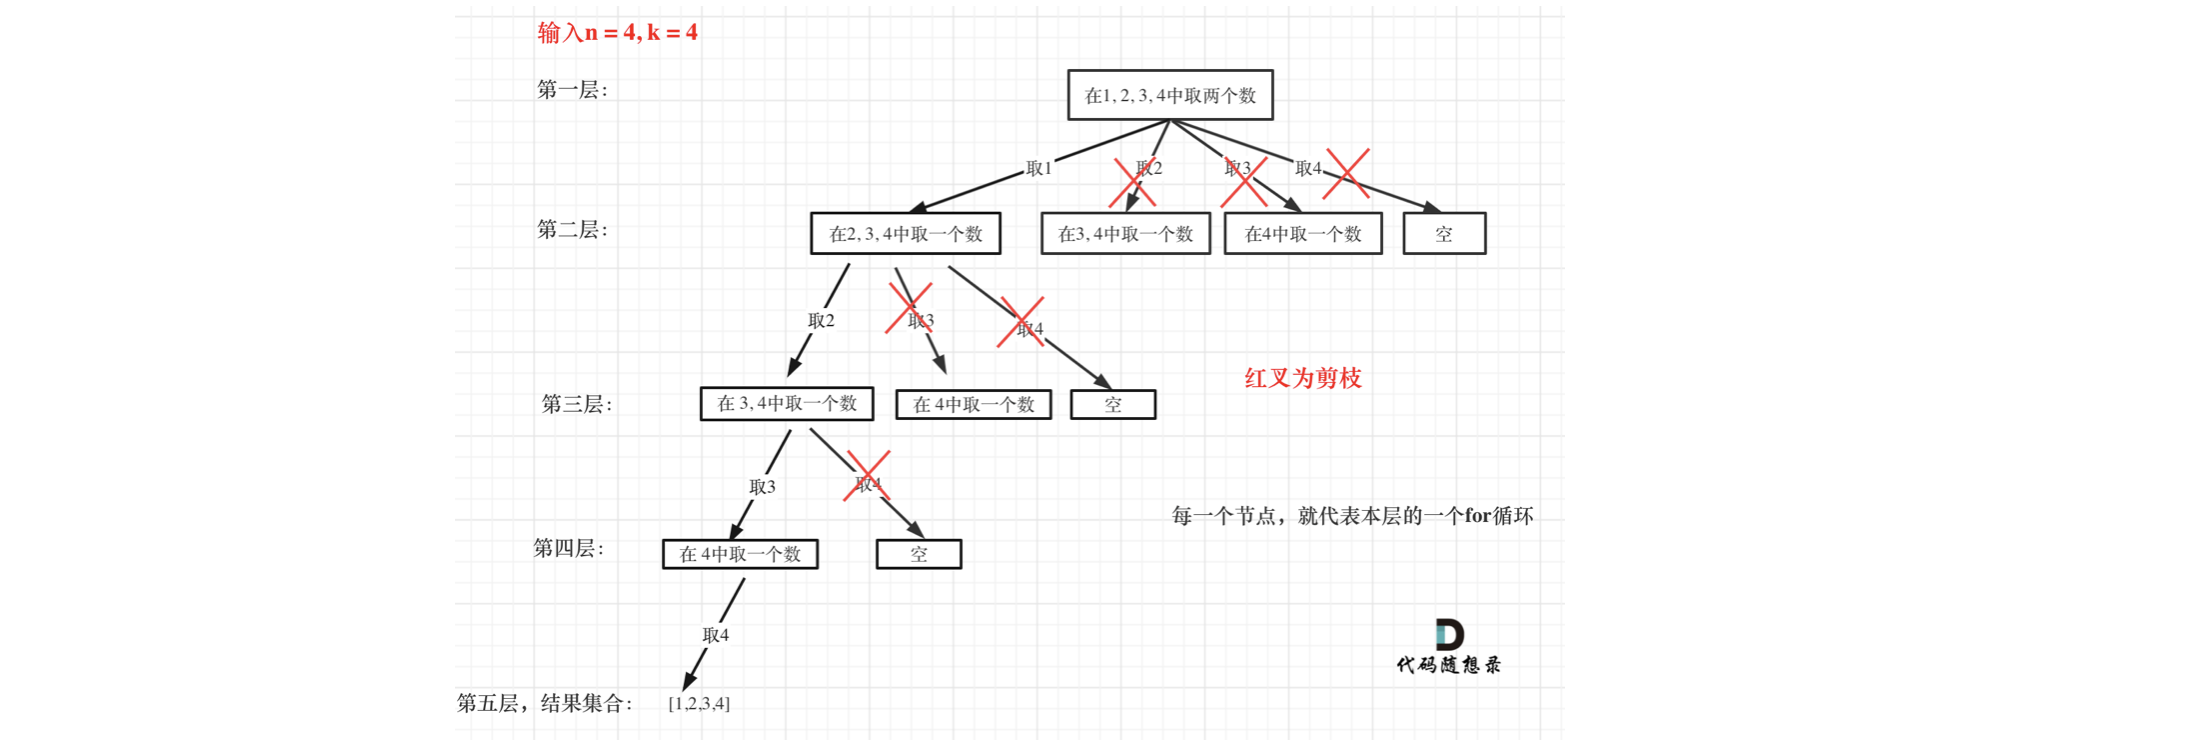 输入n = 4, k = 4
第一层：
在1, 2, 3, 4中取两个数
取1
取2
取3
取4
第二层：
在2, 3, 4中取一个数
在3, 4中取一个数
在4中取一个数
空
取2
取3
取4
红叉为剪枝
第三层：
在 3, 4中取一个数
在 4中取一个数
空
取3
取4
每一个节点，就代表本层的一个for循环
第四层：
在 4中取一个数
空
取4
代码随想录
第五层，结果集合：
[1,2,3,4]